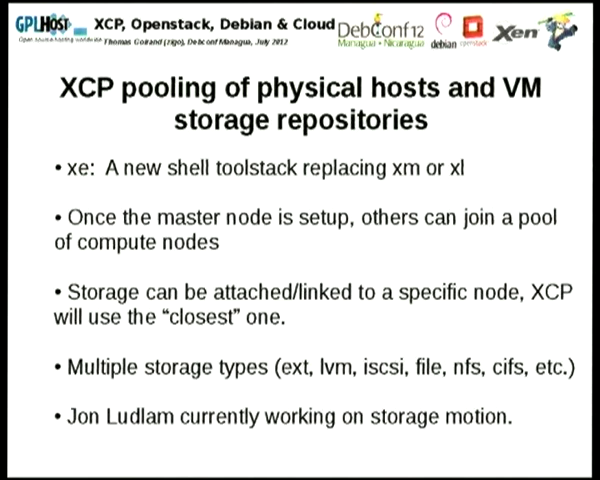 GPLHOST XCP, Openstack, Debian & Cloud DebConf12 Xen
Thomas Goirand (zigo), DebConf Managua, July 2012 Managua - Nicaragua debian openstack
XCP pooling of physical hosts and VM
storage repositories
• xe: A new shell toolstack replacing xm or xl
• Once the master node is setup, others can join a pool
of compute nodes
• Storage can be attached/linked to a specific node, XCP
will use the “closest” one.
• Multiple storage types (ext, lvm, iscsi, file, nfs, cifs, etc.)
• Jon Ludlam currently working on storage motion.